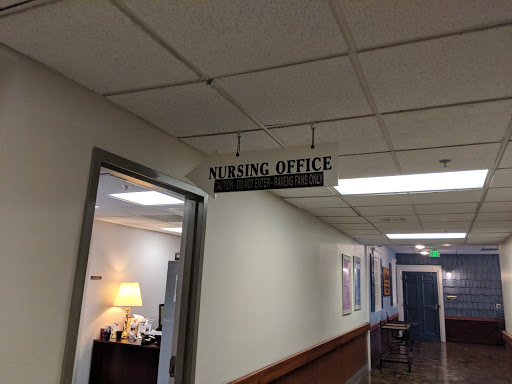 NURSING OFFICE
CAUTION - DO NOT ENTER - RAVENS FANS ONLY